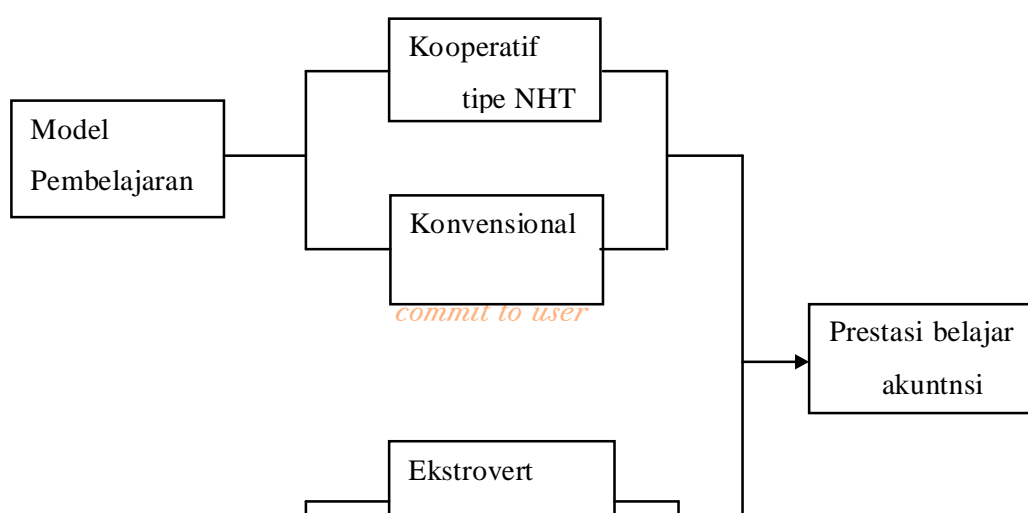 Kooperatif
tipe NHT
Model
Pembelajaran
Konvensional
commit to user
Prestasi belajar
akuntnsi
Ekstrovert